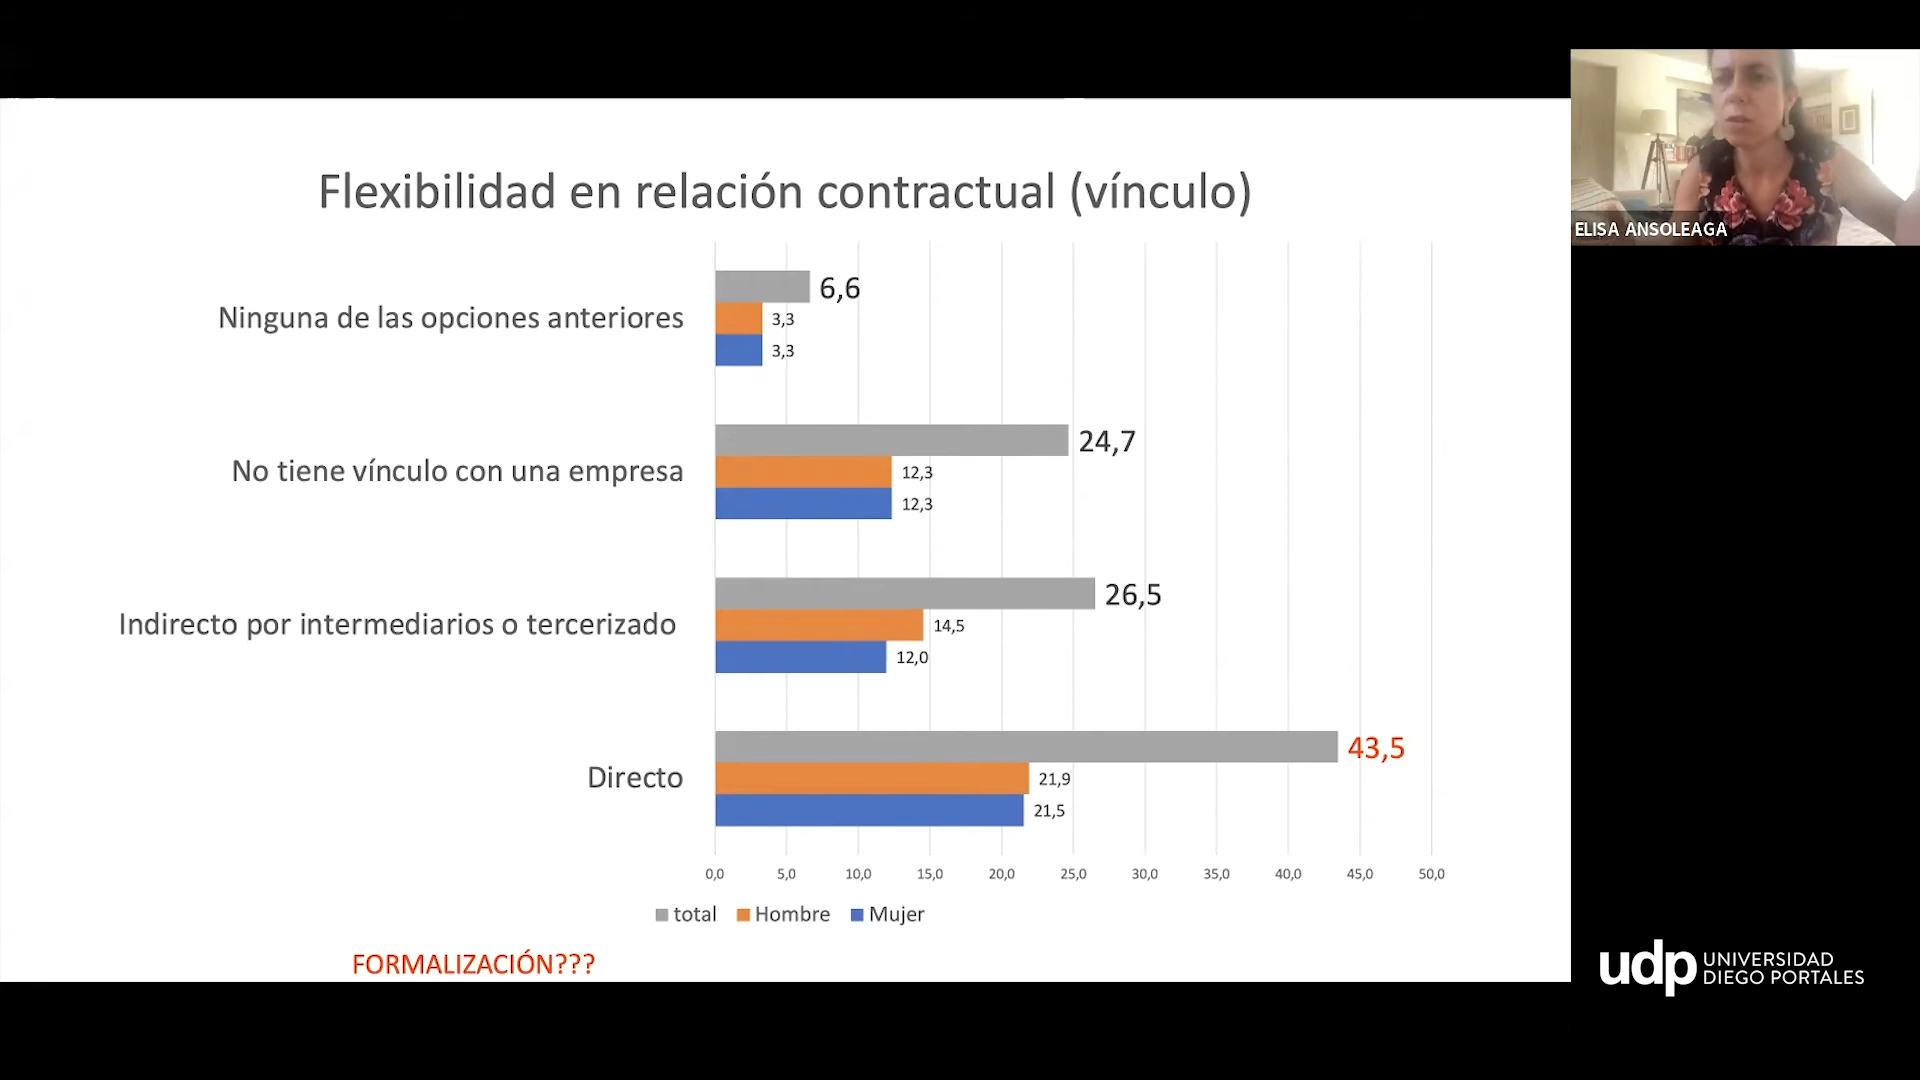 Flexibilidad en relación contractual (vínculo)
ELISA ANSOLEAGA
Ninguna de las opciones anteriores
6,6
3,3
3,3
No tiene vínculo con una empresa
24,7
12,3
12,3
Indirecto por intermediarios o tercerizado
26,5
14,5
12,0
Directo
43,5
21,9
21,5
0,0 5,0 10,0 15,0 20,0 25,0 30,0 35,0 40,0 45,0 50,0
total Hombre Mujer
FORMALIZACIÓN???
udp UNIVERSIDAD
DIEGO PORTALES